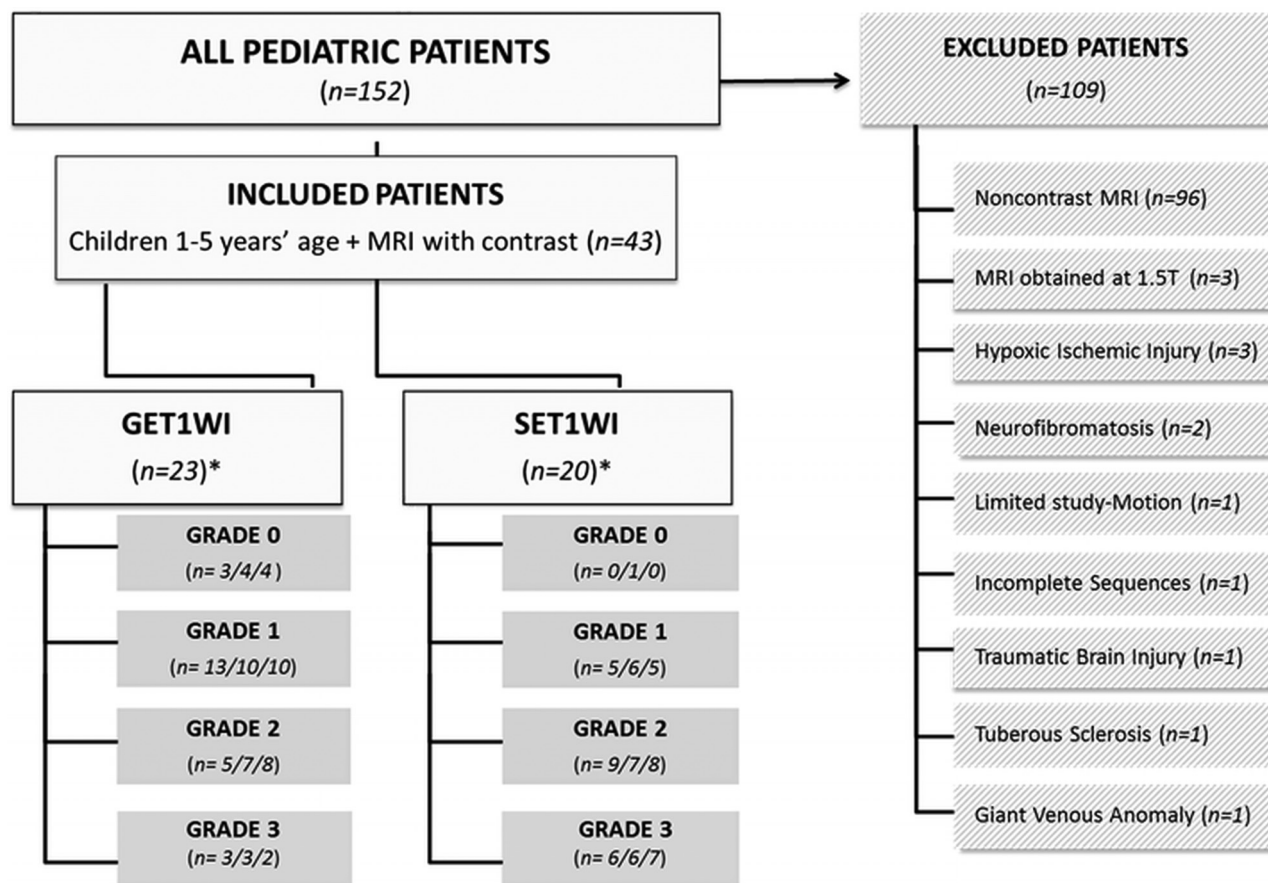 ALL PEDIATRIC PATIENTS
(n=152)
EXCLUDED PATIENTS
(n=109)
INCLUDED PATIENTS
Children 1-5 years' age + MRI with contrast (n=43)
GET1WI
(n=23)*
GRADE 0
(n= 3/4/4 )
GRADE 1
(n= 13/10/10)
GRADE 2
(n= 5/7/8)
GRADE 3
(n= 3/3/2)
SET1WI
(n=20)*
GRADE 0
(n= 0/1/0)
GRADE 1
(n= 5/6/5)
GRADE 2
(n= 9/7/8)
GRADE 3
(n= 6/6/7)
Noncontrast MRI (n=96)
MRI obtained at 1.5T (n=3)
Hypoxic Ischemic Injury (n=3)
Neurofibromatosis (n=2)
Limited study-Motion (n=1)
Incomplete Sequences (n=1)
Traumatic Brain Injury (n=1)
Tuberous Sclerosis (n=1)
Giant Venous Anomaly (n=1)